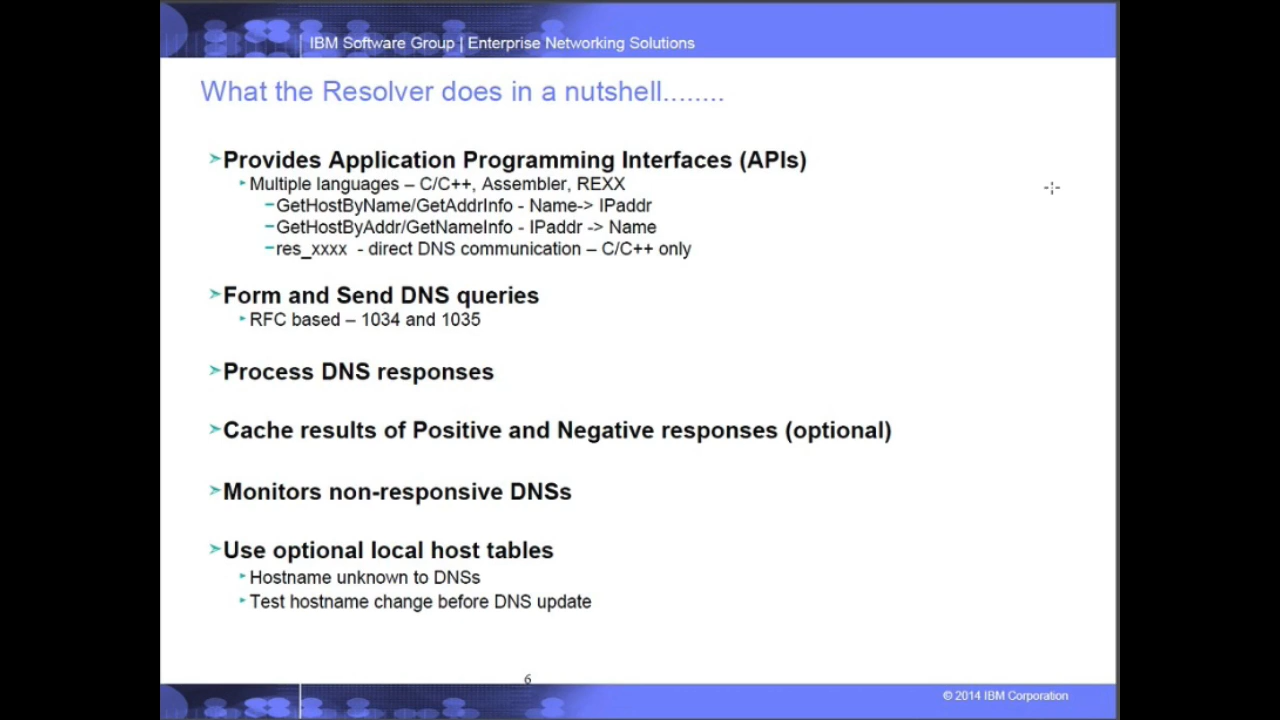 IBM Software Group | Enterprise Networking Solutions
What the Resolver does in a nutshell........
Provides Application Programming Interfaces (APIs)
Multiple languages – C/C++, Assembler, REXX
–GetHostByName/GetAddrInfo - Name-> IPaddr
–GetHostByAddr/GetNameInfo - IPaddr -> Name
–res_xxxx - direct DNS communication – C/C++ only
Form and Send DNS queries
RFC based – 1034 and 1035
Process DNS responses
Cache results of Positive and Negative responses (optional)
Monitors non-responsive DNSs
Use optional local host tables
Hostname unknown to DNSs
Test hostname change before DNS update
6
© 2014 IBM Corporation